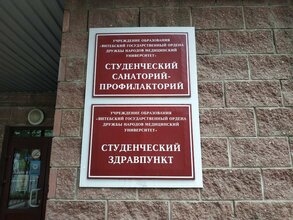 УЧРЕЖДЕНИЕ ОБРАЗОВАНИЯ
«ВИТЕБСКИЙ ГОСУДАРСТВЕННЫЙ ОРДЕНА
ДРУЖБЫ НАРОДОВ МЕДИЦИНСКИЙ
УНИВЕРСИТЕТ»
СТУДЕНЧЕСКИЙ
САНАТОРИЙ-
ПРОФИЛАКТОРИЙ
УЧРЕЖДЕНИЕ ОБРАЗОВАНИЯ
«ВИТЕБСКИЙ ГОСУДАРСТВЕННЫЙ ОРДЕНА
ДРУЖБЫ НАРОДОВ МЕДИЦИНСКИЙ
УНИВЕРСИТЕТ»
СТУДЕНЧЕСКИЙ
ЗДРАВПУНКТ